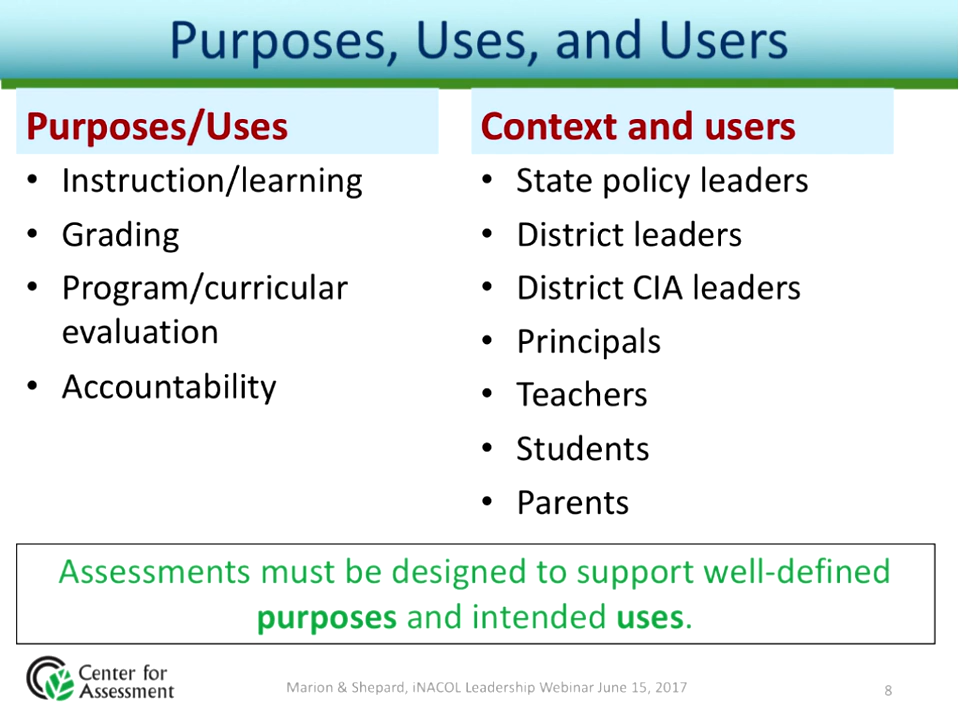 Purposes, Uses, and Users
Purposes/Uses
• Instruction/learning
• Grading
• Program/curricular
evaluation
• Accountability
Context and users
• State policy leaders
• District leaders
• District CIA leaders
• Principals
• Teachers
• Students
• Parents
Assessments must be designed to support well-defined
purposes and intended uses.
Center for
Assessment
Marion & Shepard, iNACOL Leadership Webinar June 15, 2017
8